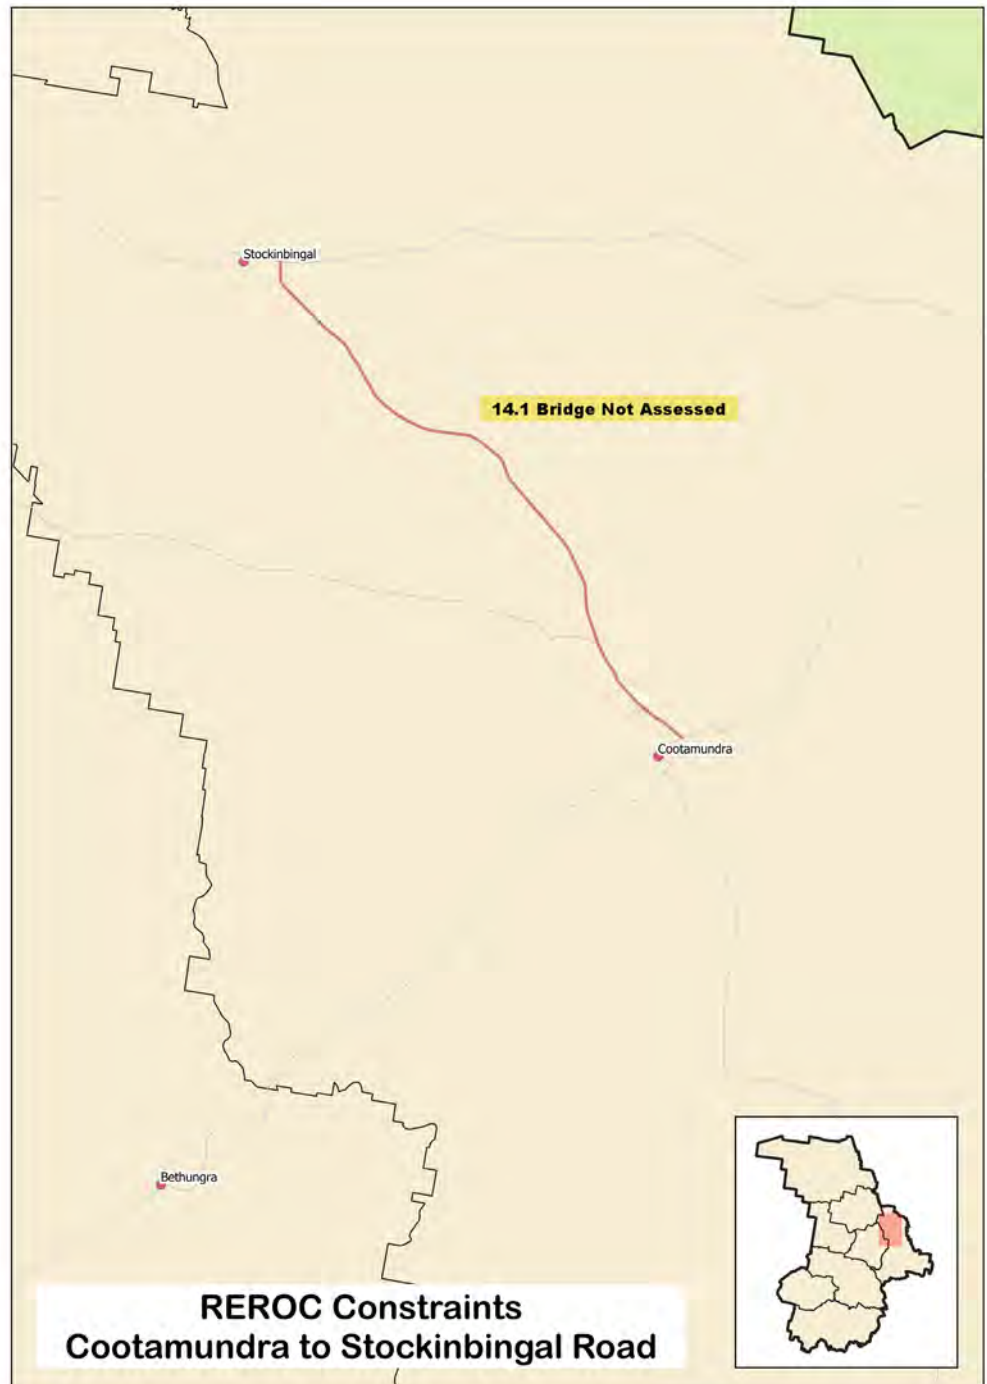 Stockinbingal
14.1 Bridge Not Assessed
Cootamundra
Bethungra
REROC Constraints
Cootamundra to Stockinbingal Road